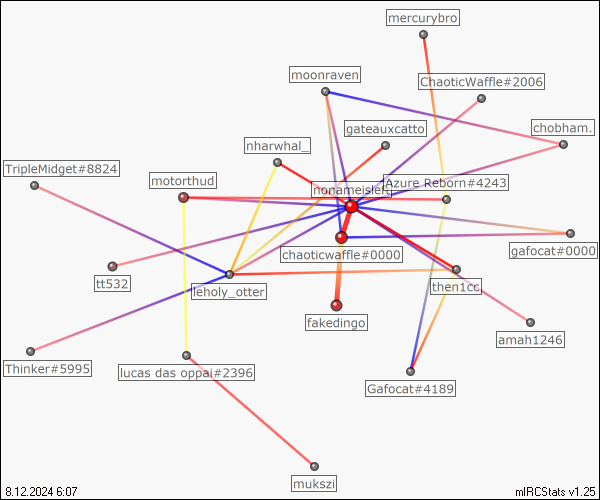 mercurybro
moonraven
ChaoticWaffle#2006
gateauxcatto
chobham.
nharwhal_
TripleMidget#8824
motorthud
Azure Reborn#4243
chaoticwaffle#0000
gafocat#0000
tt532
leholy_otter
then1cc
fakedingo
amah1246
Thinker#5995
lucas das oppai#2396
Gafocat#4189
mukszi
8.12.2024 6:07
mIRCStats v1.25